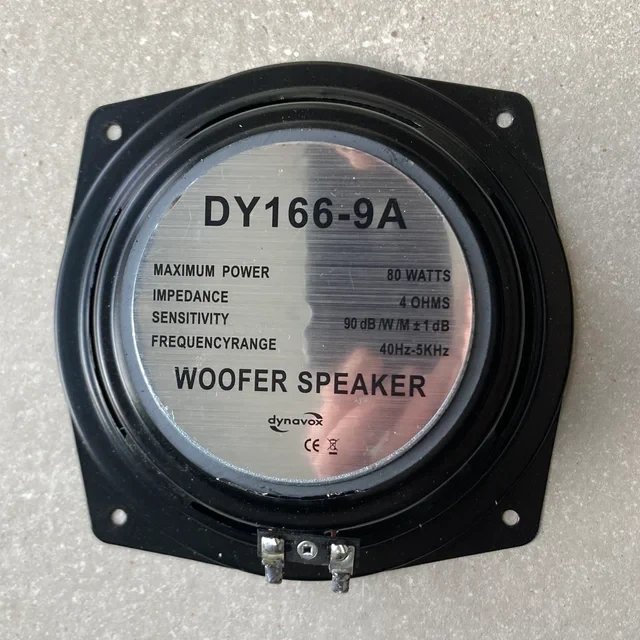 DY166-9A
MAXIMUM POWER 80 WATTS
IMPEDANCE 4 OHMS
SENSITIVITY 90 dB /W/M ± 1 dB
FREQUENCYRANGE 40Hz-5KHz
WOOFER SPEAKER
dynavox
CE